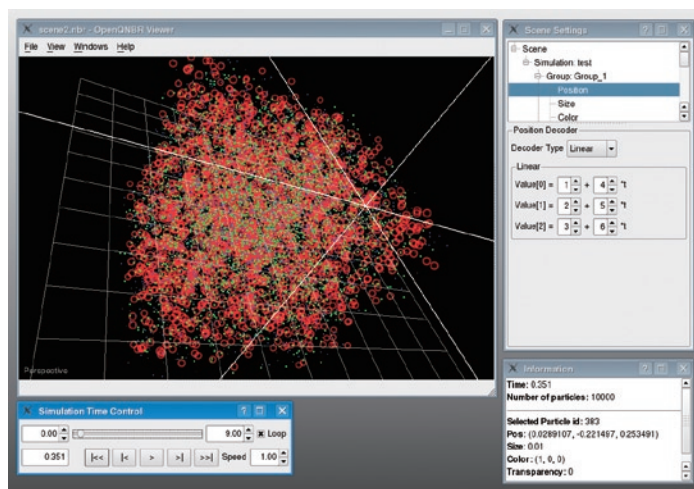 scene2.nbr - OpenQNBR Viewer
File View Windows Help
Perspective
Simulation Time Control
0.00 9.00 Loop
0.351 |<< |< > >| >>| Speed 1.00
Scene Settings
Scene
Simulation: test
Group: Group_1
Position
Size
Color
Position Decoder
Decoder Type Linear
Linear
Value[0] = 1 + 4 *t
Value[1] = 2 + 5 *t
Value[2] = 3 + 6 *t
Information
Time: 0.351
Number of particles: 10000
Selected Particle id: 383
Pos: (0.0289107, -0.221497, 0.253491)
Size: 0.01
Color: (1, 0, 0)
Transparency: 0